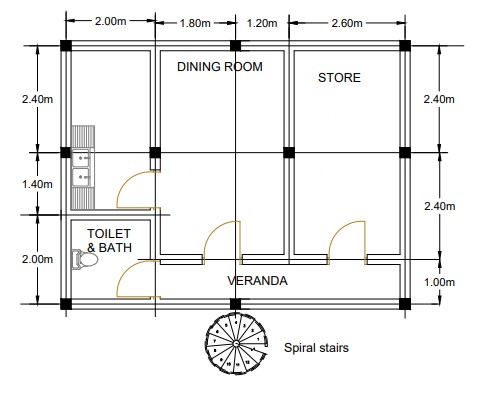 2.00m
1.80m
1.20m
2.60m
DINING ROOM
STORE
2.40m
2.40m
1.40m
2.40m
TOILET
& BATH
2.00m
VERANDA
1.00m
Spiral stairs